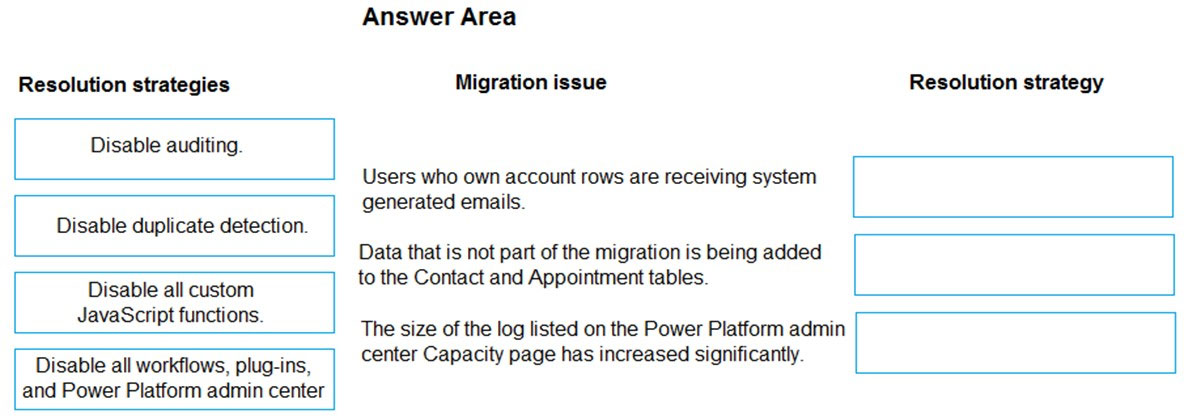 Answer Area
Resolution strategies
Migration issue
Resolution strategy
Disable auditing.
Disable duplicate detection.
Disable all custom
JavaScript functions.
Disable all workflows, plug-ins,
and Power Platform admin center
Users who own account rows are receiving system
generated emails.
Data that is not part of the migration is being added
to the Contact and Appointment tables.
The size of the log listed on the Power Platform admin
center Capacity page has increased significantly.